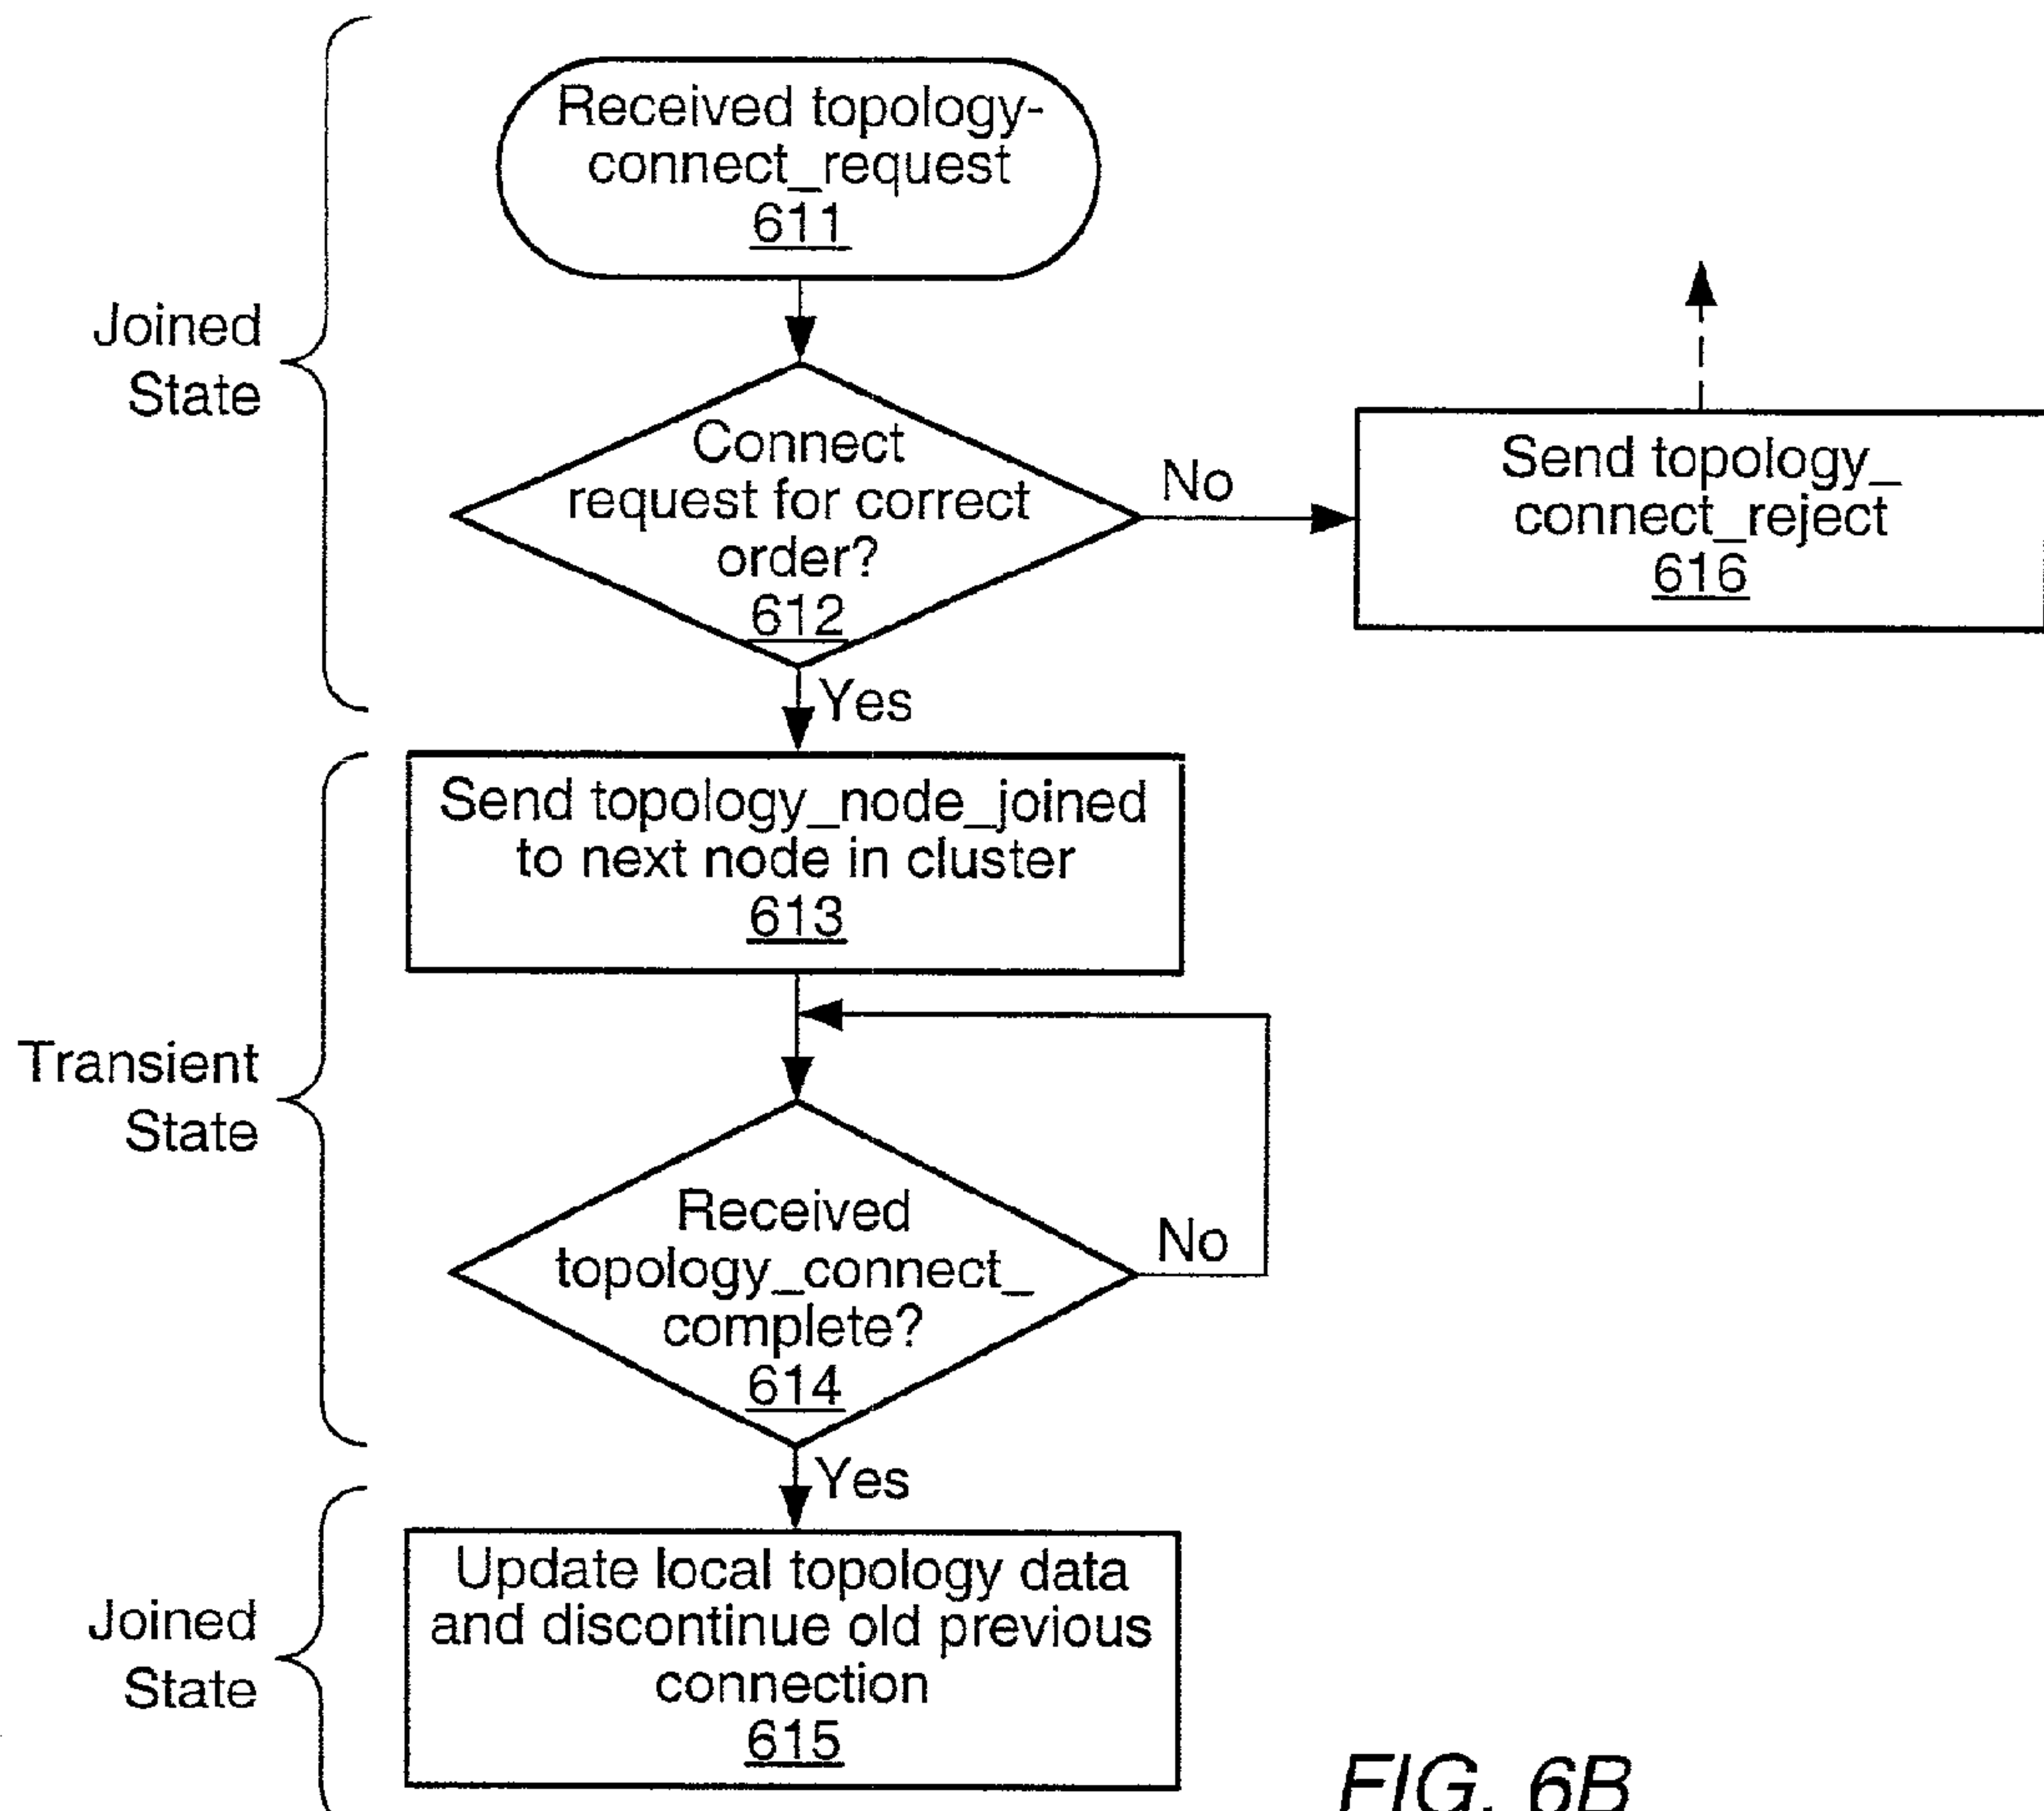 Received topology-
connect_request
611
Joined
State
Connect
request for correct
order?
612
No
Send topology_
connect_reject
616
Yes
Send topology_node_joined
to next node in cluster
613
Transient
State
Received
topology_connect_
complete?
614
No
Yes
Joined
State
Update local topology data
and discontinue old previous
connection
615
FIG. 6B